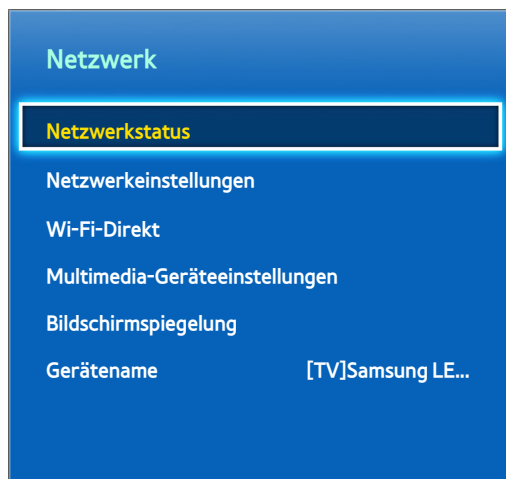 Netzwerk
Netzwerkstatus
Netzwerkeinstellungen
Wi-Fi-Direkt
Multimedia-Geräteeinstellungen
Bildschirmspiegelung
Gerätename [TV]Samsung LE...